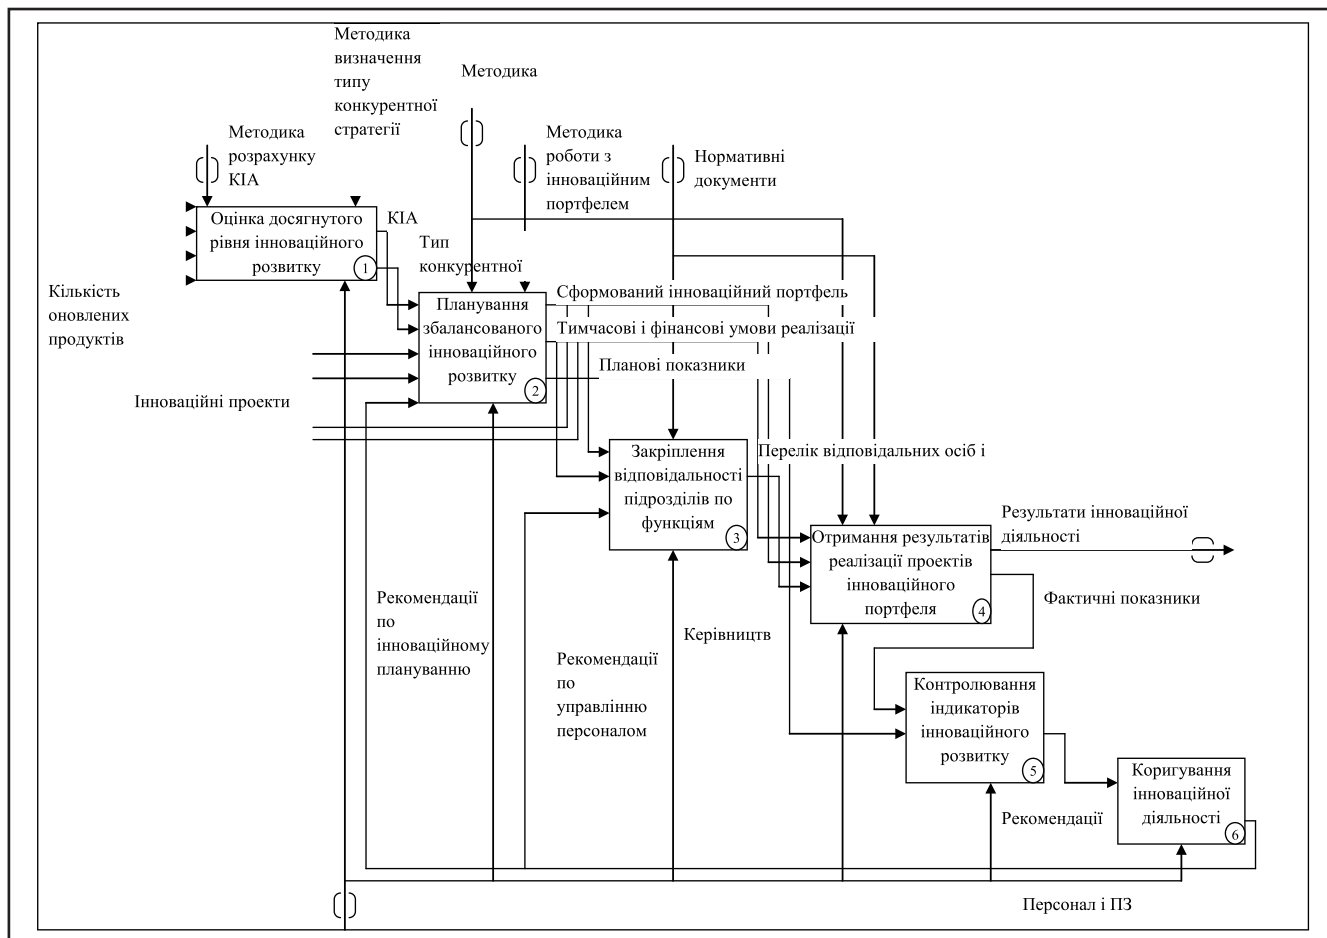 Методика
визначення
типу
конкурентної
стратегії
Методика
Методика
розрахунку
КІА
Методика
роботи з
інноваційним
портфелем
Нормативні
документи
Оцінка досягнутого
рівня інноваційного
розвитку
1
КІА
Тип
конкурентної
Кількість
оновлених
продуктів
Інноваційні проекти
Планування
збалансованого
інноваційного
розвитку
2
Сформований інноваційний портфель
Тимчасові і фінансові умови реалізації
Планові показники
Закріплення
відповідальності
підрозділів по
функціям
3
Перелік відповідальних осіб і
Отримання результатів
реалізації проектів
інноваційного
портфеля
4
Результати інноваційної
діяльності
Фактичні показники
Рекомендації
по
інноваційному
плануванню
Рекомендації
по
управлінню
персоналом
Керівництв
Контролювання
індикаторів
інноваційного
розвитку
5
Рекомендації
Коригування
інноваційної
діяльності
6
Персонал і ПЗ